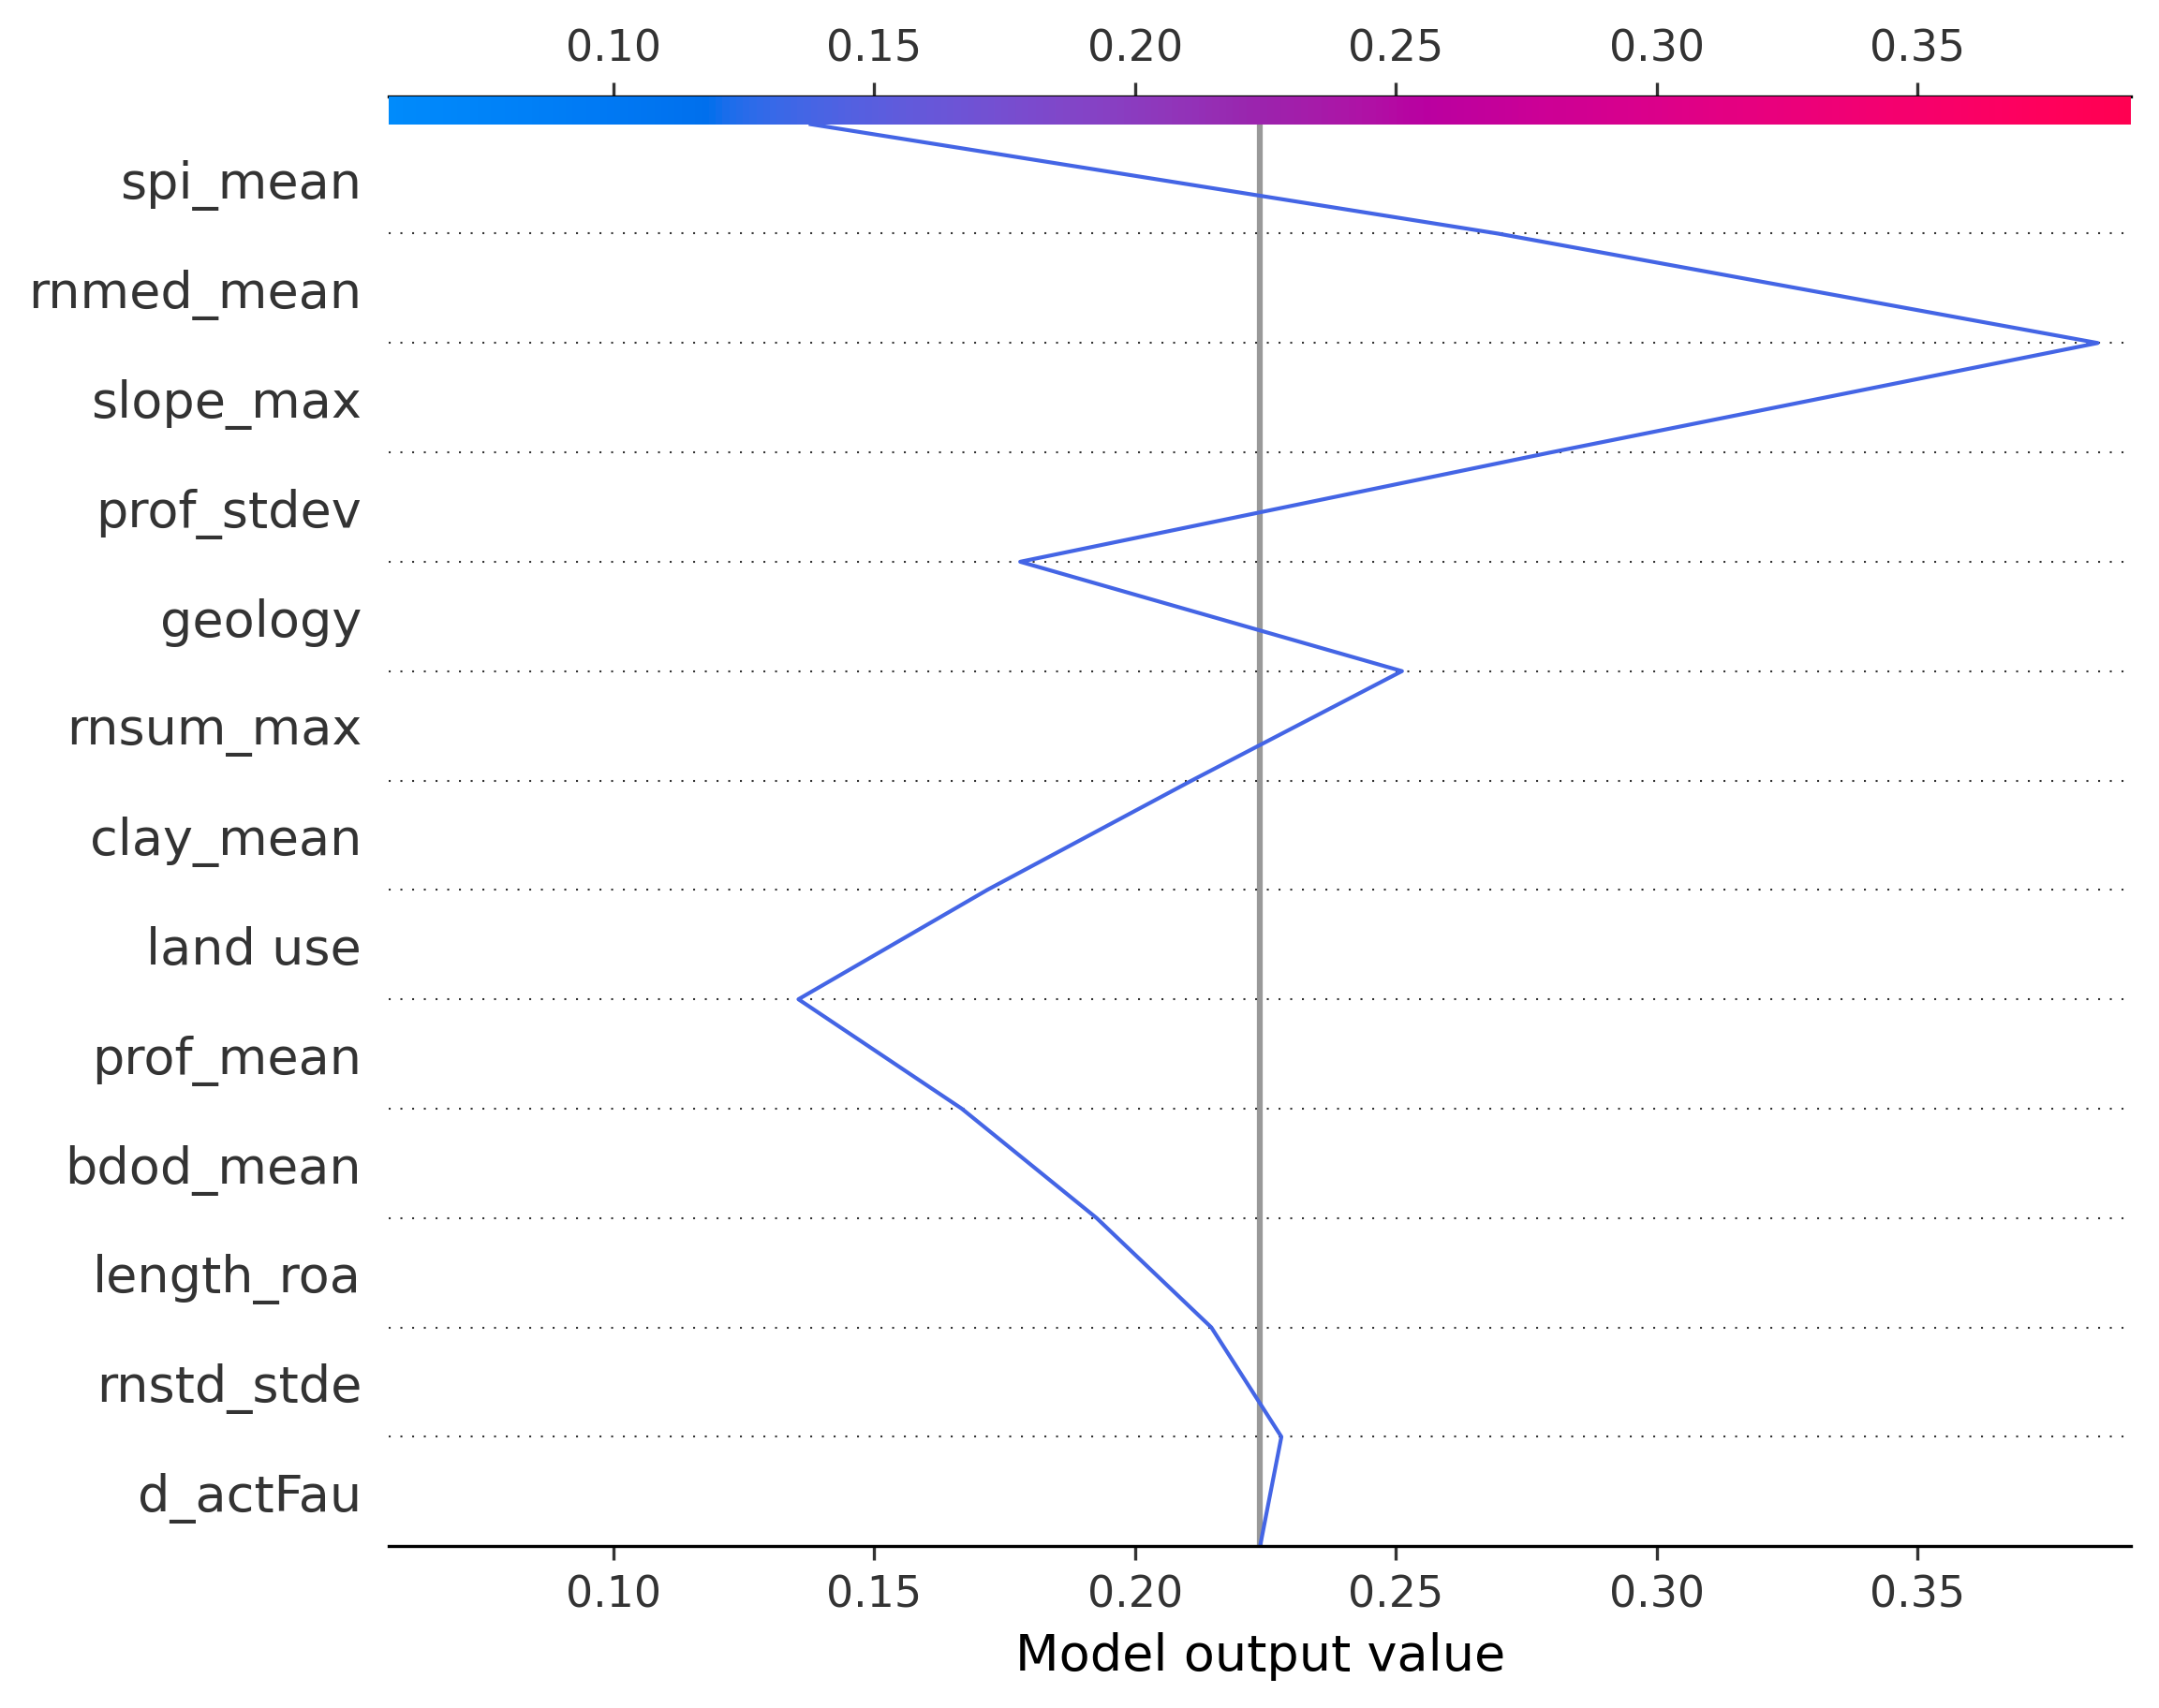 0.10 0.15 0.20 0.25 0.30 0.35
spi_mean
rnmed_mean
slope_max
prof_stdev
geology
rnsum_max
clay_mean
land use
prof_mean
bdod_mean
length_roa
rnstd_stde
d_actFau
0.10 0.15 0.20 0.25 0.30 0.35
Model output value